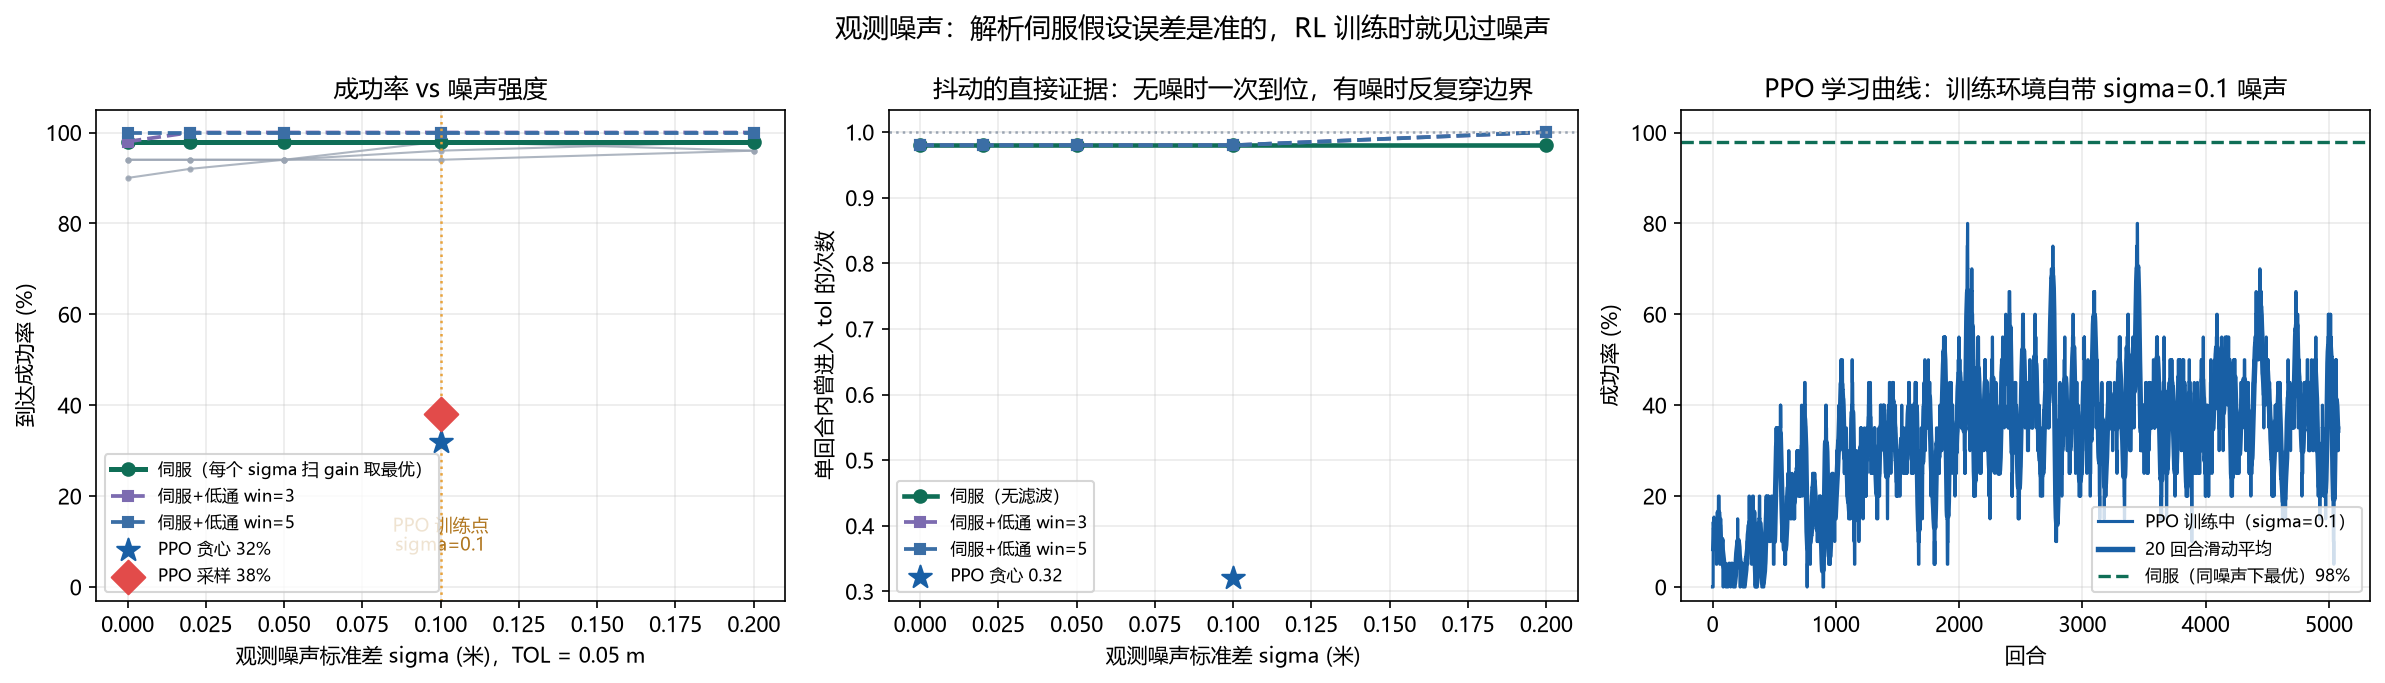 观测噪声：解析伺服假设误差是准的，RL 训练时就见过噪声
成功率 vs 噪声强度
到达成功率 (%)
100
80
60
40
20
0
伺服（每个 sigma 扫 gain 取最优）
伺服+低通 win=3
伺服+低通 win=5
PPO 贪心 32%
PPO 采样 38%
PPO 训练点
sigma=0.1
0.000 0.025 0.050 0.075 0.100 0.125 0.150 0.175 0.200
观测噪声标准差 sigma (米)，TOL = 0.05 m
抖动的直接证据：无噪时一次到位，有噪时反复穿边界
单回合内曾进入 tol 的次数
1.0
0.9
0.8
0.7
0.6
0.5
0.4
0.3
伺服（无滤波）
伺服+低通 win=3
伺服+低通 win=5
PPO 贪心 0.32
0.000 0.025 0.050 0.075 0.100 0.125 0.150 0.175 0.200
观测噪声标准差 sigma (米)
PPO 学习曲线：训练环境自带 sigma=0.1 噪声
成功率 (%)
100
80
60
40
20
0
PPO 训练中（sigma=0.1）
20 回合滑动平均
伺服（同噪声下最优）98%
0 1000 2000 3000 4000 5000
回合